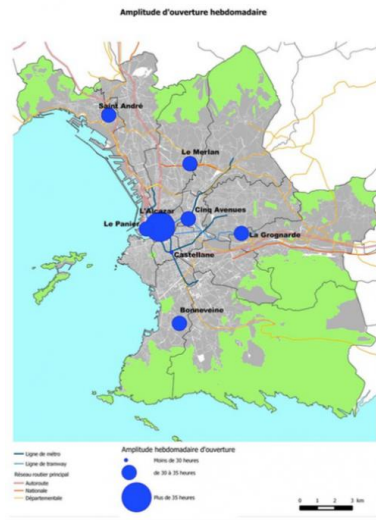 Amplitude d'ouverture hebdomadaire
Saint André
Le Merlan
L'Alcazar
Cinq Avenues
Le Panier
La Grognarde
Castellane
Bonneveine
Ligne de métro
Ligne de tramway
Réseau routier principal
Autoroute
Nationale
Départementale
Amplitude hebdomadaire d'ouverture
Moins de 30 heures
de 30 à 35 heures
Plus de 35 heures
0 1 2 3 km